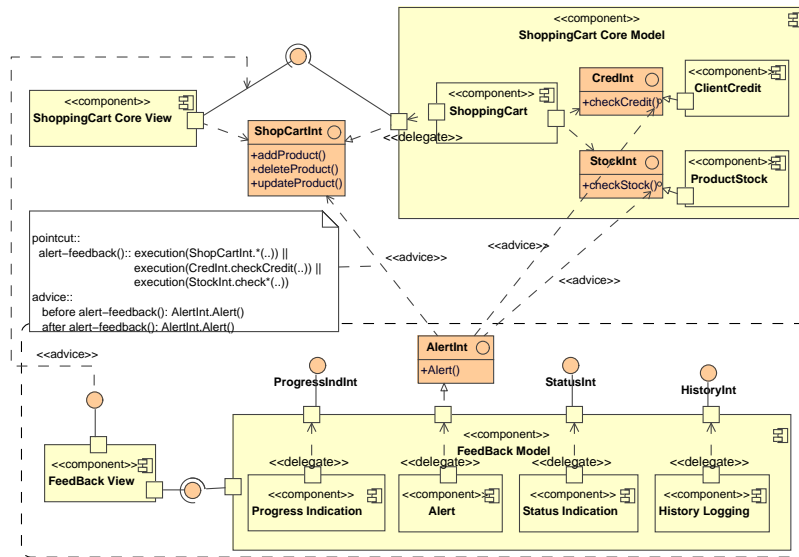 <<component>>
ShoppingCart Core Model
<<component>>
ShoppingCart Core View
ShopCartInt
+addProduct()
+deleteProduct()
+updateProduct()
<<delegate>>
<<component>>
ShoppingCart
CredInt
+checkCredit()
<<component>>
ClientCredit
StockInt
+checkStock()
<<component>>
ProductStock
pointcut::
alert-feedback():: execution(ShopCartInt.*(..)) ||
execution(CredInt.checkCredit(..)) ||
execution(StockInt.check*(..))
advice::
before alert-feedback(): AlertInt.Alert()
after alert-feedback(): AlertInt.Alert()
<<advice>>
<<advice>>
<<advice>>
<<advice>>
AlertInt
+Alert()
ProgressIndInt
StatusInt
HistoryInt
<<component>>
FeedBack View
<<component>>
FeedBack Model
<<delegate>>
<<delegate>>
<<delegate>>
<<delegate>>
<<component>>
Progress Indication
<<component>>
Alert
<<component>>
Status Indication
<<component>>
History Logging